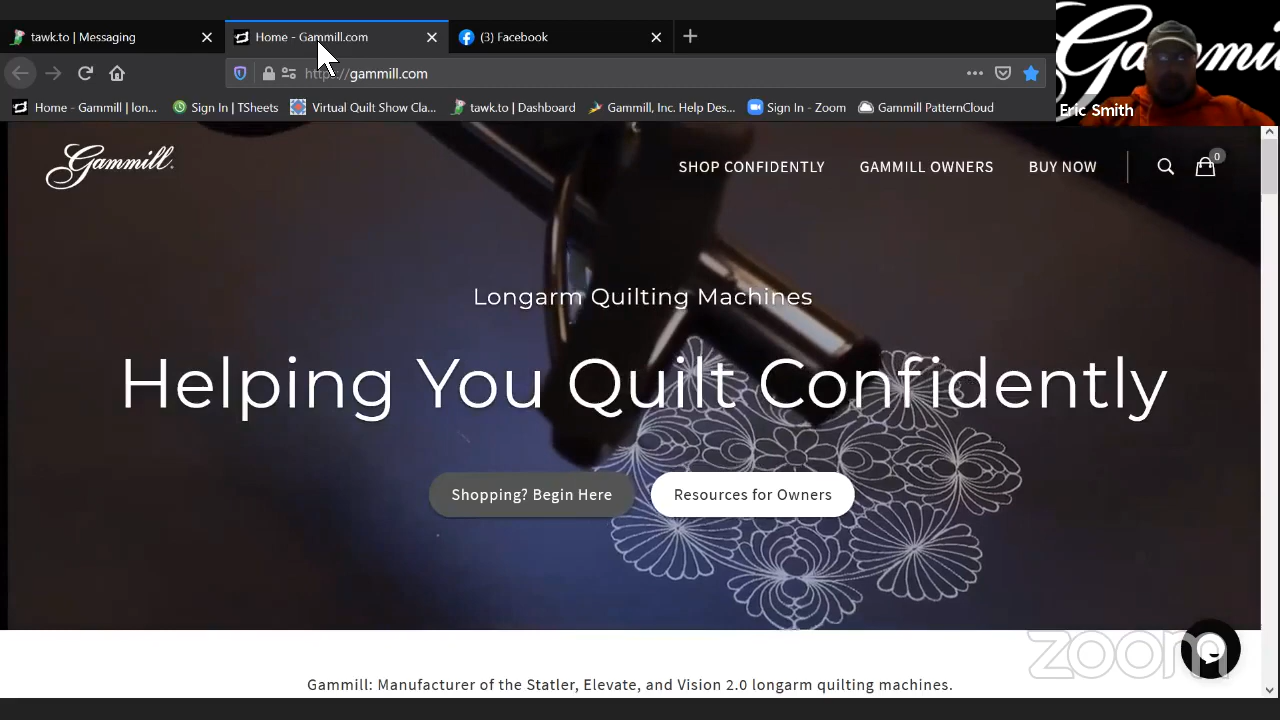 tawk.to | Messaging
Home - Gammill.com
(3) Facebook
https://gammill.com
Home - Gammill | lon...
Sign In | TSheets
Virtual Quilt Show Cla...
tawk.to | Dashboard
Gammill, Inc. Help Des...
Sign In - Zoom
Gammill PatternCloud
Gammill
Eric Smith
Gammill
SHOP CONFIDENTLY
GAMMILL OWNERS
BUY NOW
0
Longarm Quilting Machines
Helping You Quilt Confidently
Shopping? Begin Here
Resources for Owners
zoom
Gammill: Manufacturer of the Statler, Elevate, and Vision 2.0 longarm quilting machines.